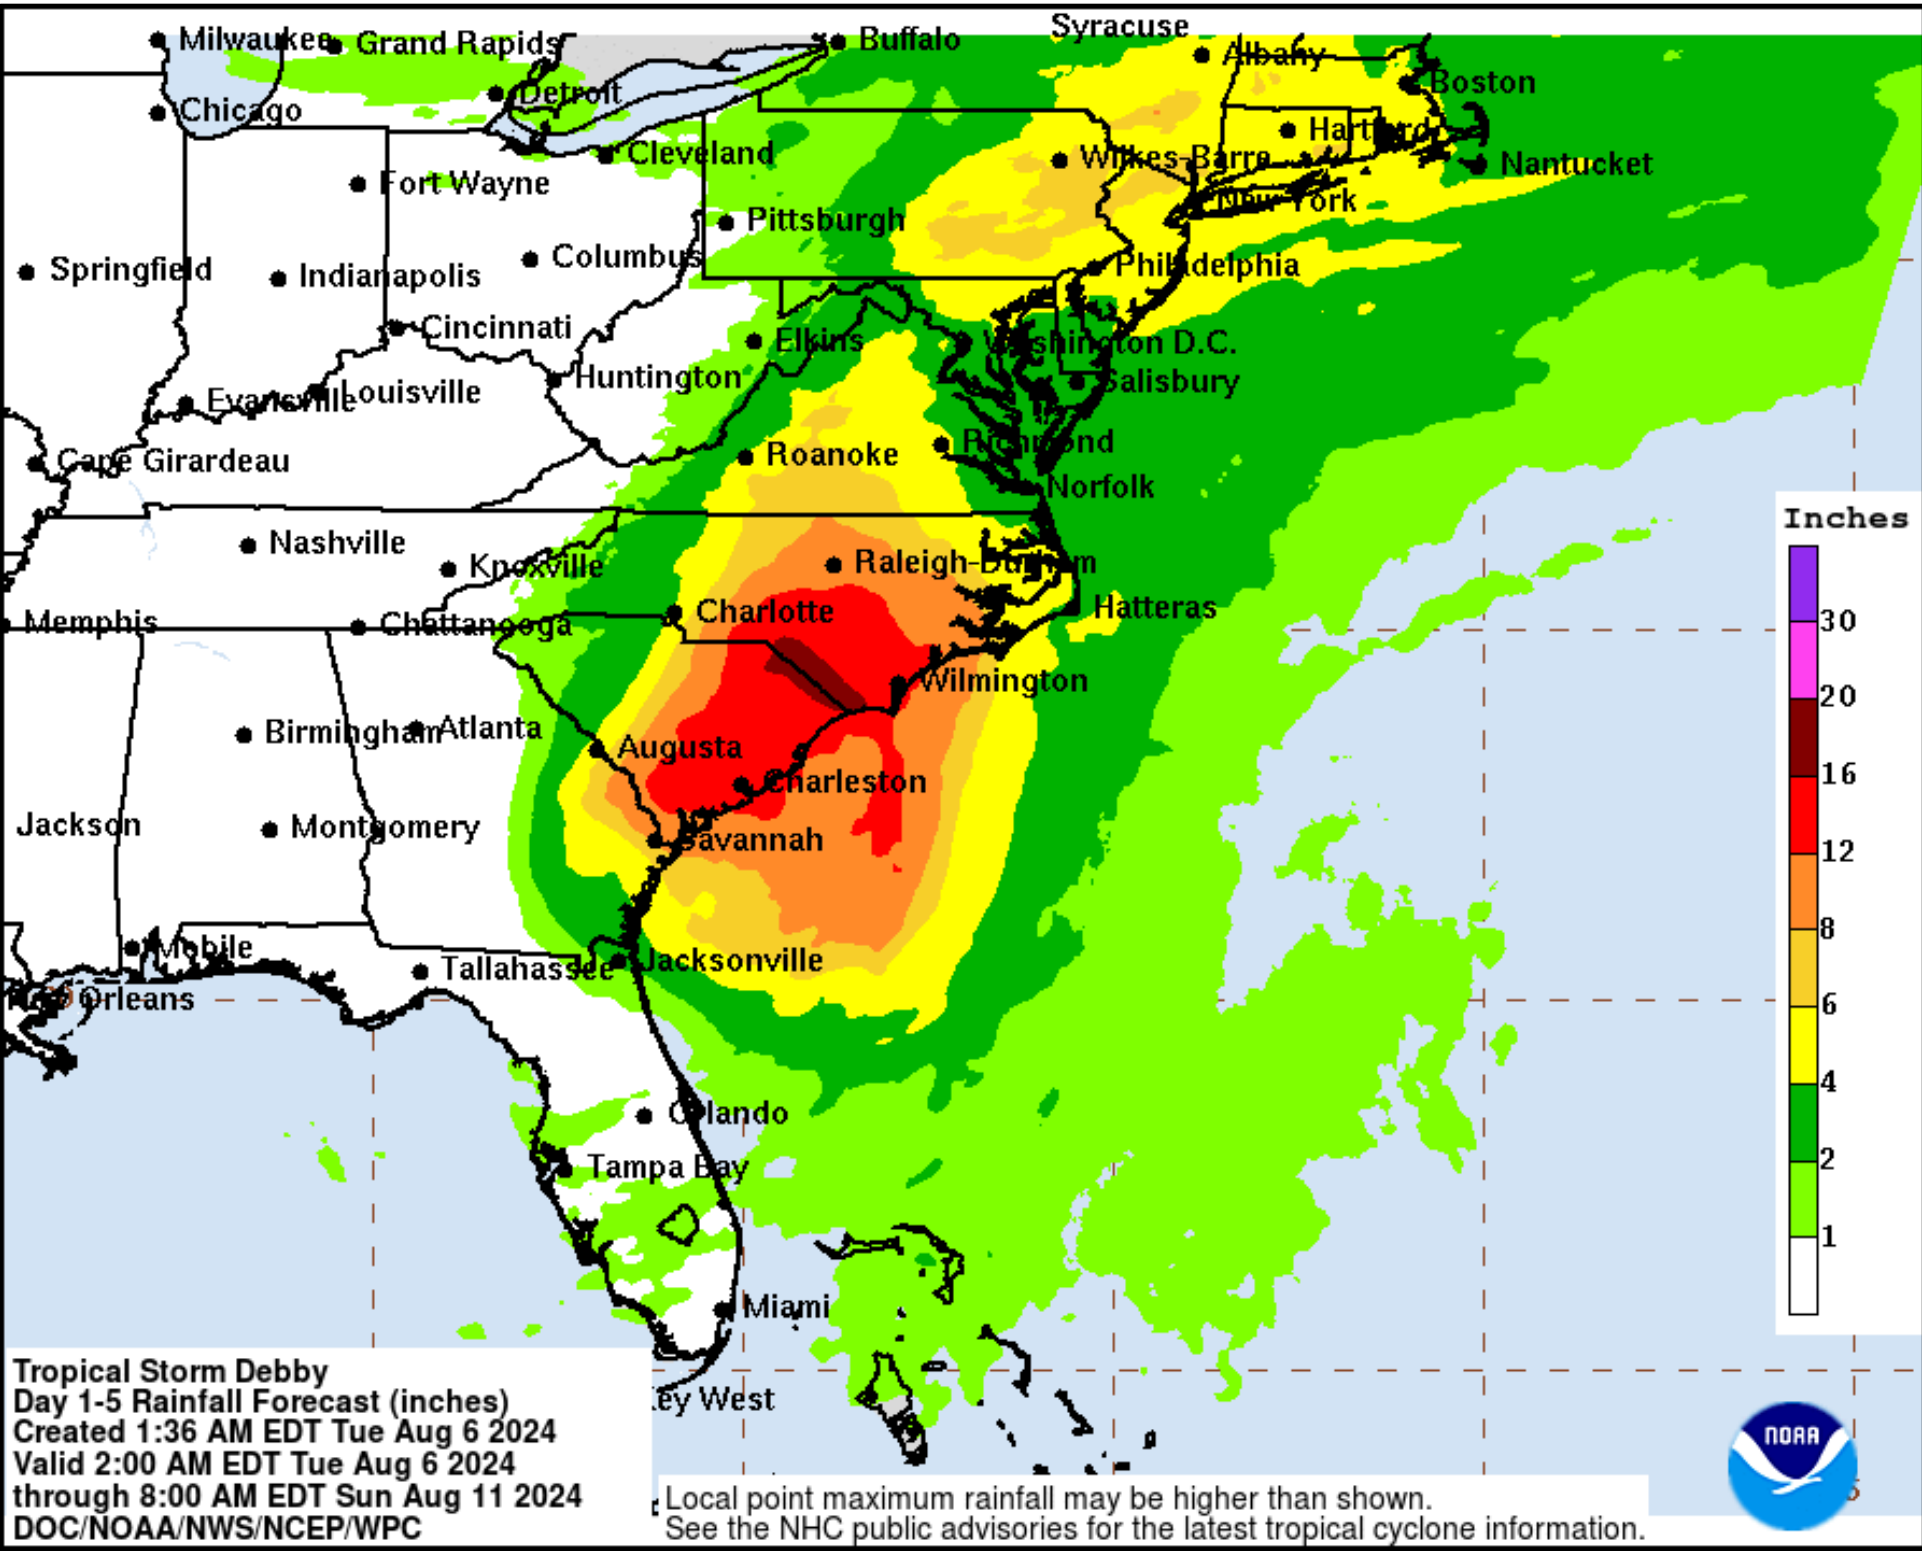 Syracuse
Milwaukee
Grand Rapids
Buffalo
Albany
Boston
Detroit
Chicago
Hartford
Cleveland
Wilkes-Barre
Nantucket
Fort Wayne
New York
Pittsburgh
Columbus
Philadelphia
Springfield
Indianapolis
Cincinnati
Elkins
Washington D.C.
Huntington
Salisbury
Evansville
Louisville
Richmond
Roanoke
Cape Girardeau
Norfolk
Inches
Nashville
Knoxville
Raleigh-Durham
Hatteras
Charlotte
30
Memphis
Chattanooga
Wilmington
20
Birmingham
Atlanta
Augusta
16
Charleston
Jackson
Montgomery
Savannah
12
8
Mobile
Tallahassee
Jacksonville
Orleans
6
4
Orlando
2
Tampa Bay
1
Miami
Key West
Tropical Storm Debby
Day 1-5 Rainfall Forecast (inches)
Created 1:36 AM EDT Tue Aug 6 2024
Valid 2:00 AM EDT Tue Aug 6 2024
through 8:00 AM EDT Sun Aug 11 2024
DOC/NOAA/NWS/NCEP/WPC
Local point maximum rainfall may be higher than shown.
See the NHC public advisories for the latest tropical cyclone information.
NOAA